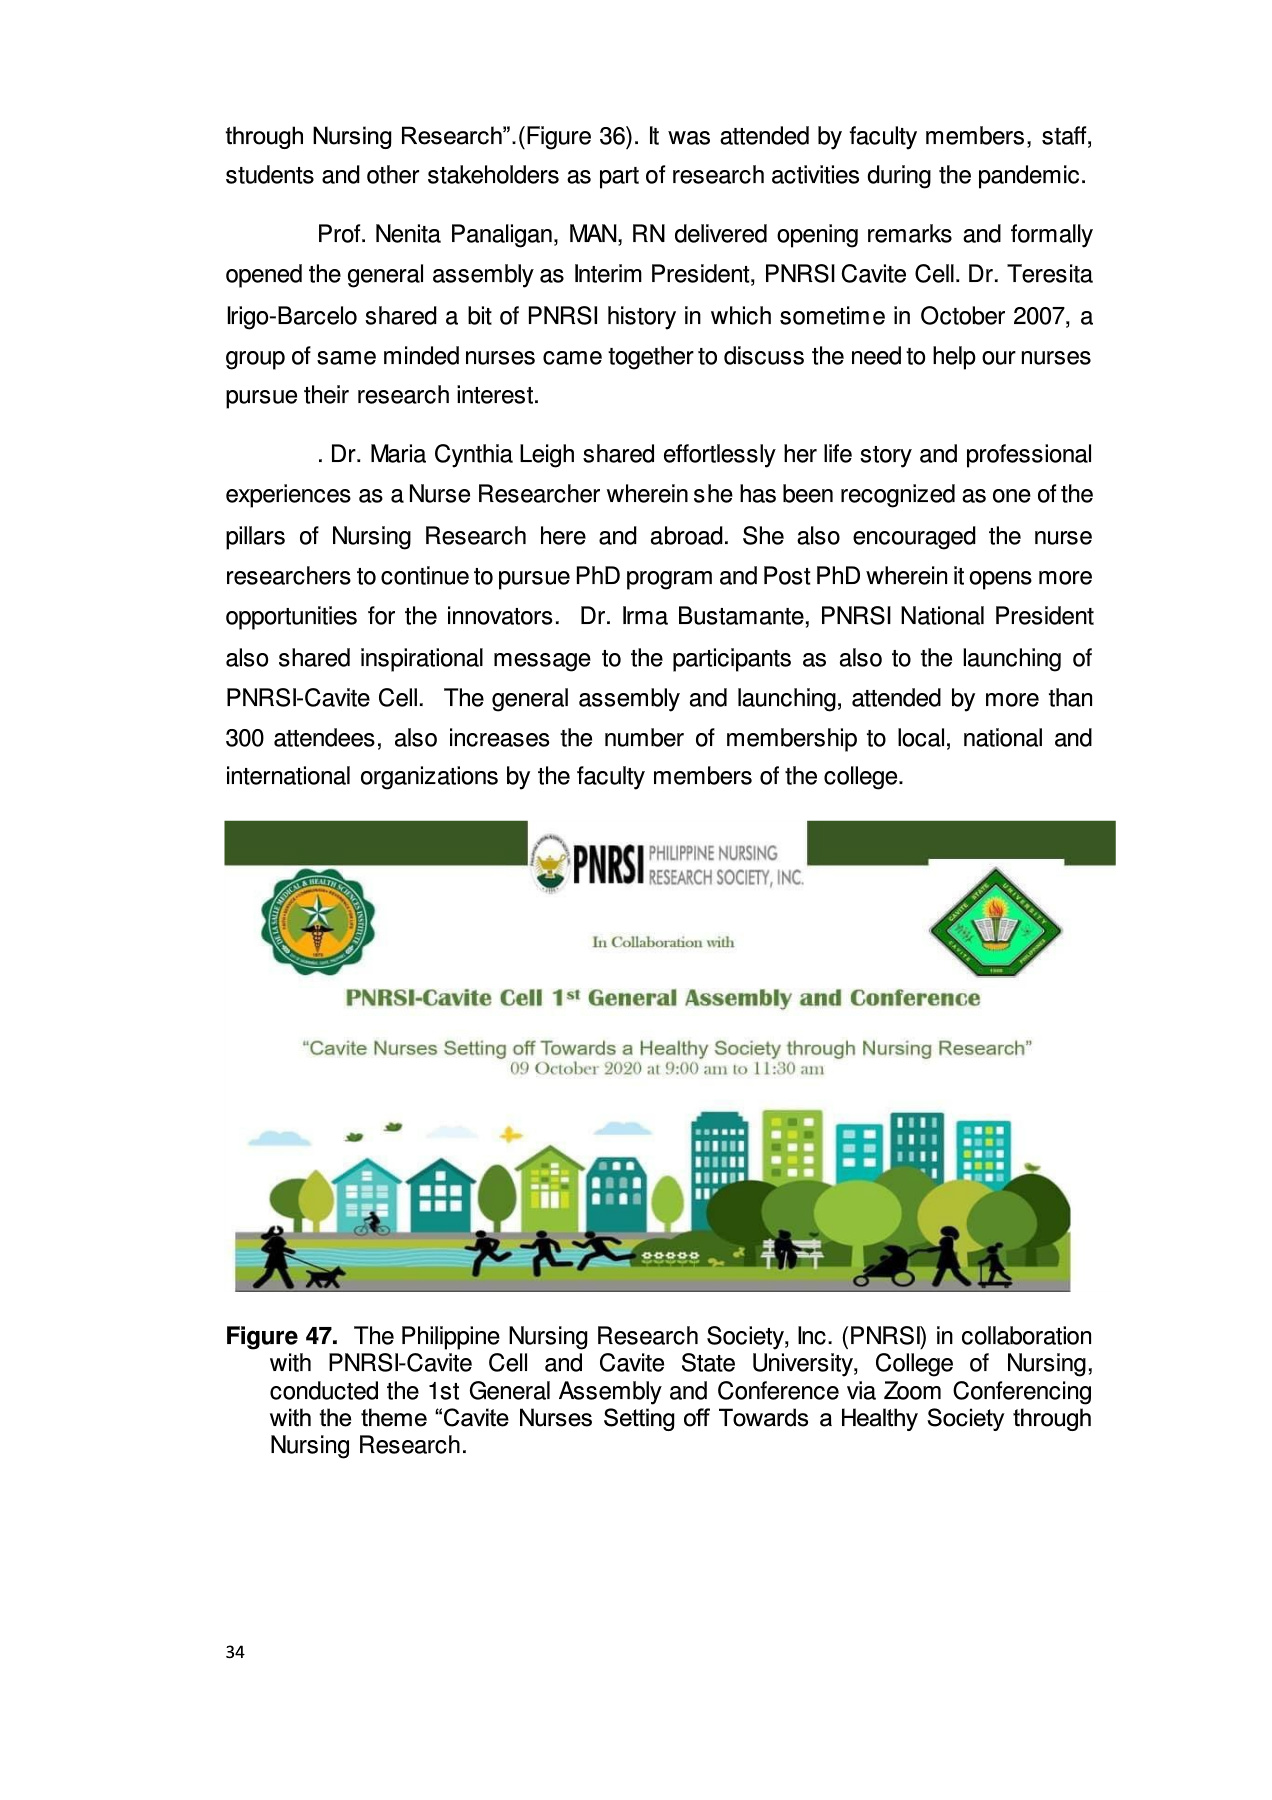 through Nursing Research”.(Figure 36). It was attended by faculty members, staff,
students and other stakeholders as part of research activities during the pandemic.
Prof. Nenita Panaligan, MAN, RN delivered opening remarks and formally
opened the general assembly as Interim President, PNRSI Cavite Cell. Dr. Teresita
Irigo-Barcelo shared a bit of PNRSI history in which sometime in October 2007, a
group of same minded nurses came together to discuss the need to help our nurses
pursue their research interest.
. Dr. Maria Cynthia Leigh shared effortlessly her life story and professional
experiences as a Nurse Researcher wherein she has been recognized as one of the
pillars of Nursing Research here and abroad. She also encouraged the nurse
researchers to continue to pursue PhD program and Post PhD wherein it opens more
opportunities for the innovators. Dr. Irma Bustamante, PNRSI National President
also shared inspirational message to the participants as also to the launching of
PNRSI-Cavite Cell. The general assembly and launching, attended by more than
300 attendees, also increases the number of membership to local, national and
international organizations by the faculty members of the college.
PNRSI PHILIPPINE NURSING
RESEARCH SOCIETY, INC.
DE LA SALLE MEDICAL & HEALTH SCIENCES INSTITUTE
CAVITE STATE UNIVERSITY
CAVITE PHILIPPINES
In Collaboration with
PNRSI-Cavite Cell 1st General Assembly and Conference
“Cavite Nurses Setting off Towards a Healthy Society through Nursing Research”
09 October 2020 at 9:00 am to 11:30 am
Figure 47. The Philippine Nursing Research Society, Inc. (PNRSI) in collaboration
with PNRSI-Cavite Cell and Cavite State University, College of Nursing,
conducted the 1st General Assembly and Conference via Zoom Conferencing
with the theme “Cavite Nurses Setting off Towards a Healthy Society through
Nursing Research.
34